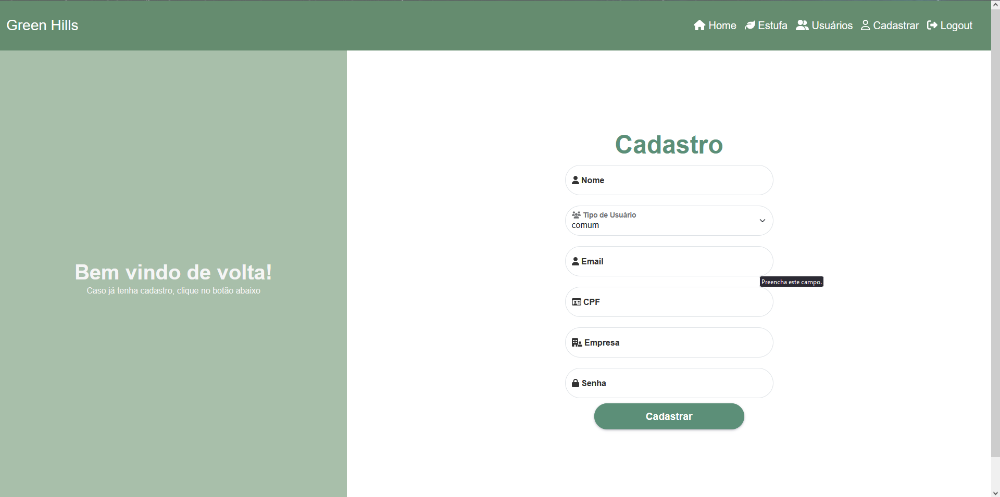 Green Hills
Home Estufa Usuários Cadastrar Logout
Bem vindo de volta!
Caso já tenha cadastro, clique no botão abaixo
Cadastro
Nome
Tipo de Usuário
comum
Email
Preencha este campo.
CPF
Empresa
Senha
Cadastrar